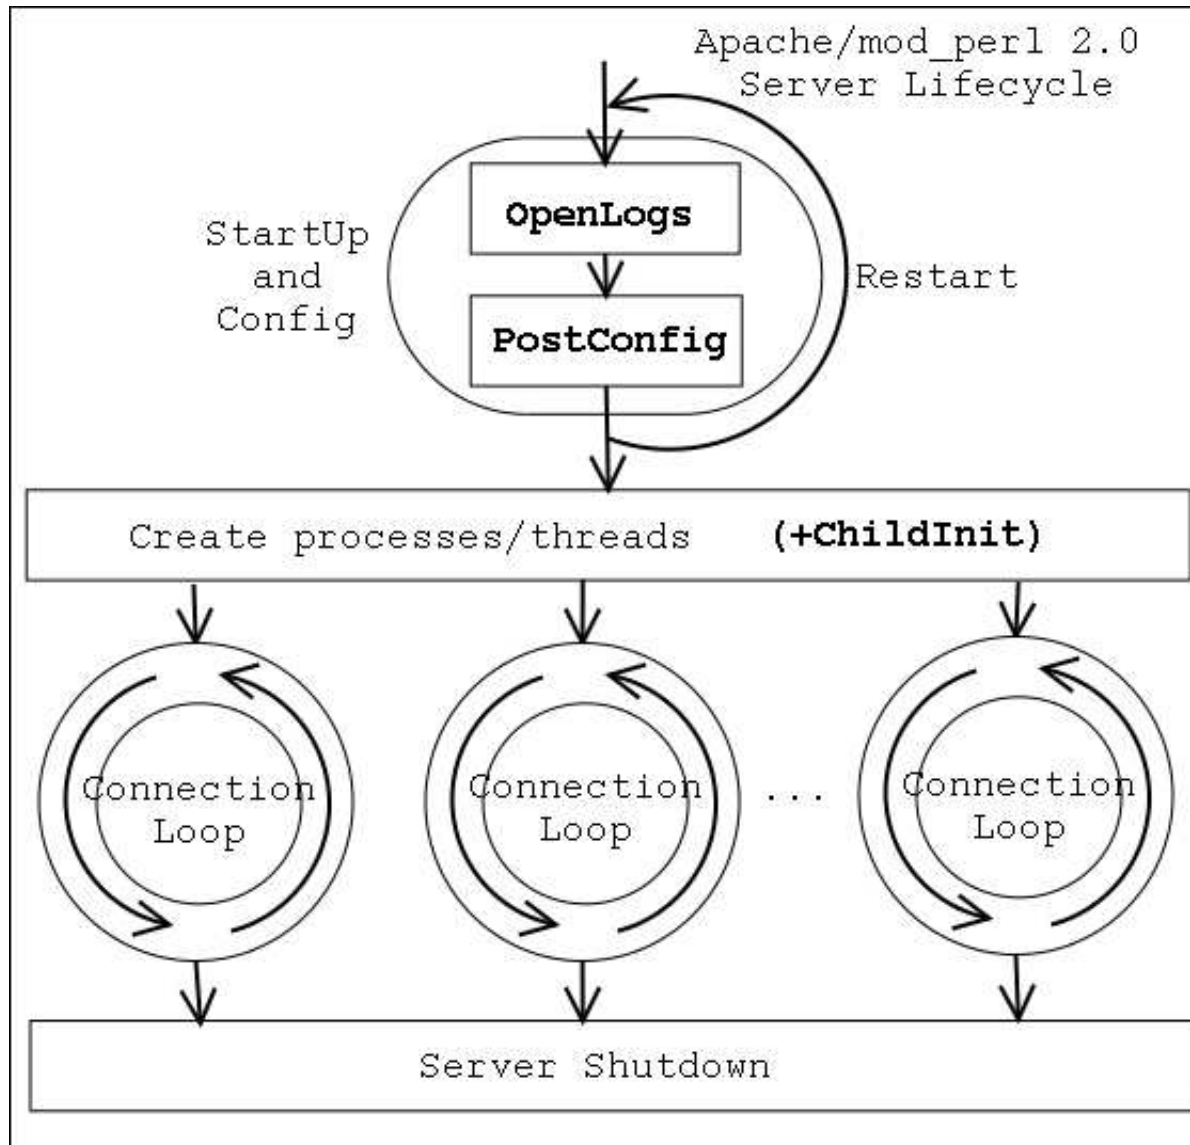 Apache/mod_perl 2.0
Server Lifecycle
OpenLogs
StartUp
and
Config
Restart
PostConfig
Create processes/threads (+ChildInit)
Connection
Loop
Connection
Loop
...
Connection
Loop
Server Shutdown